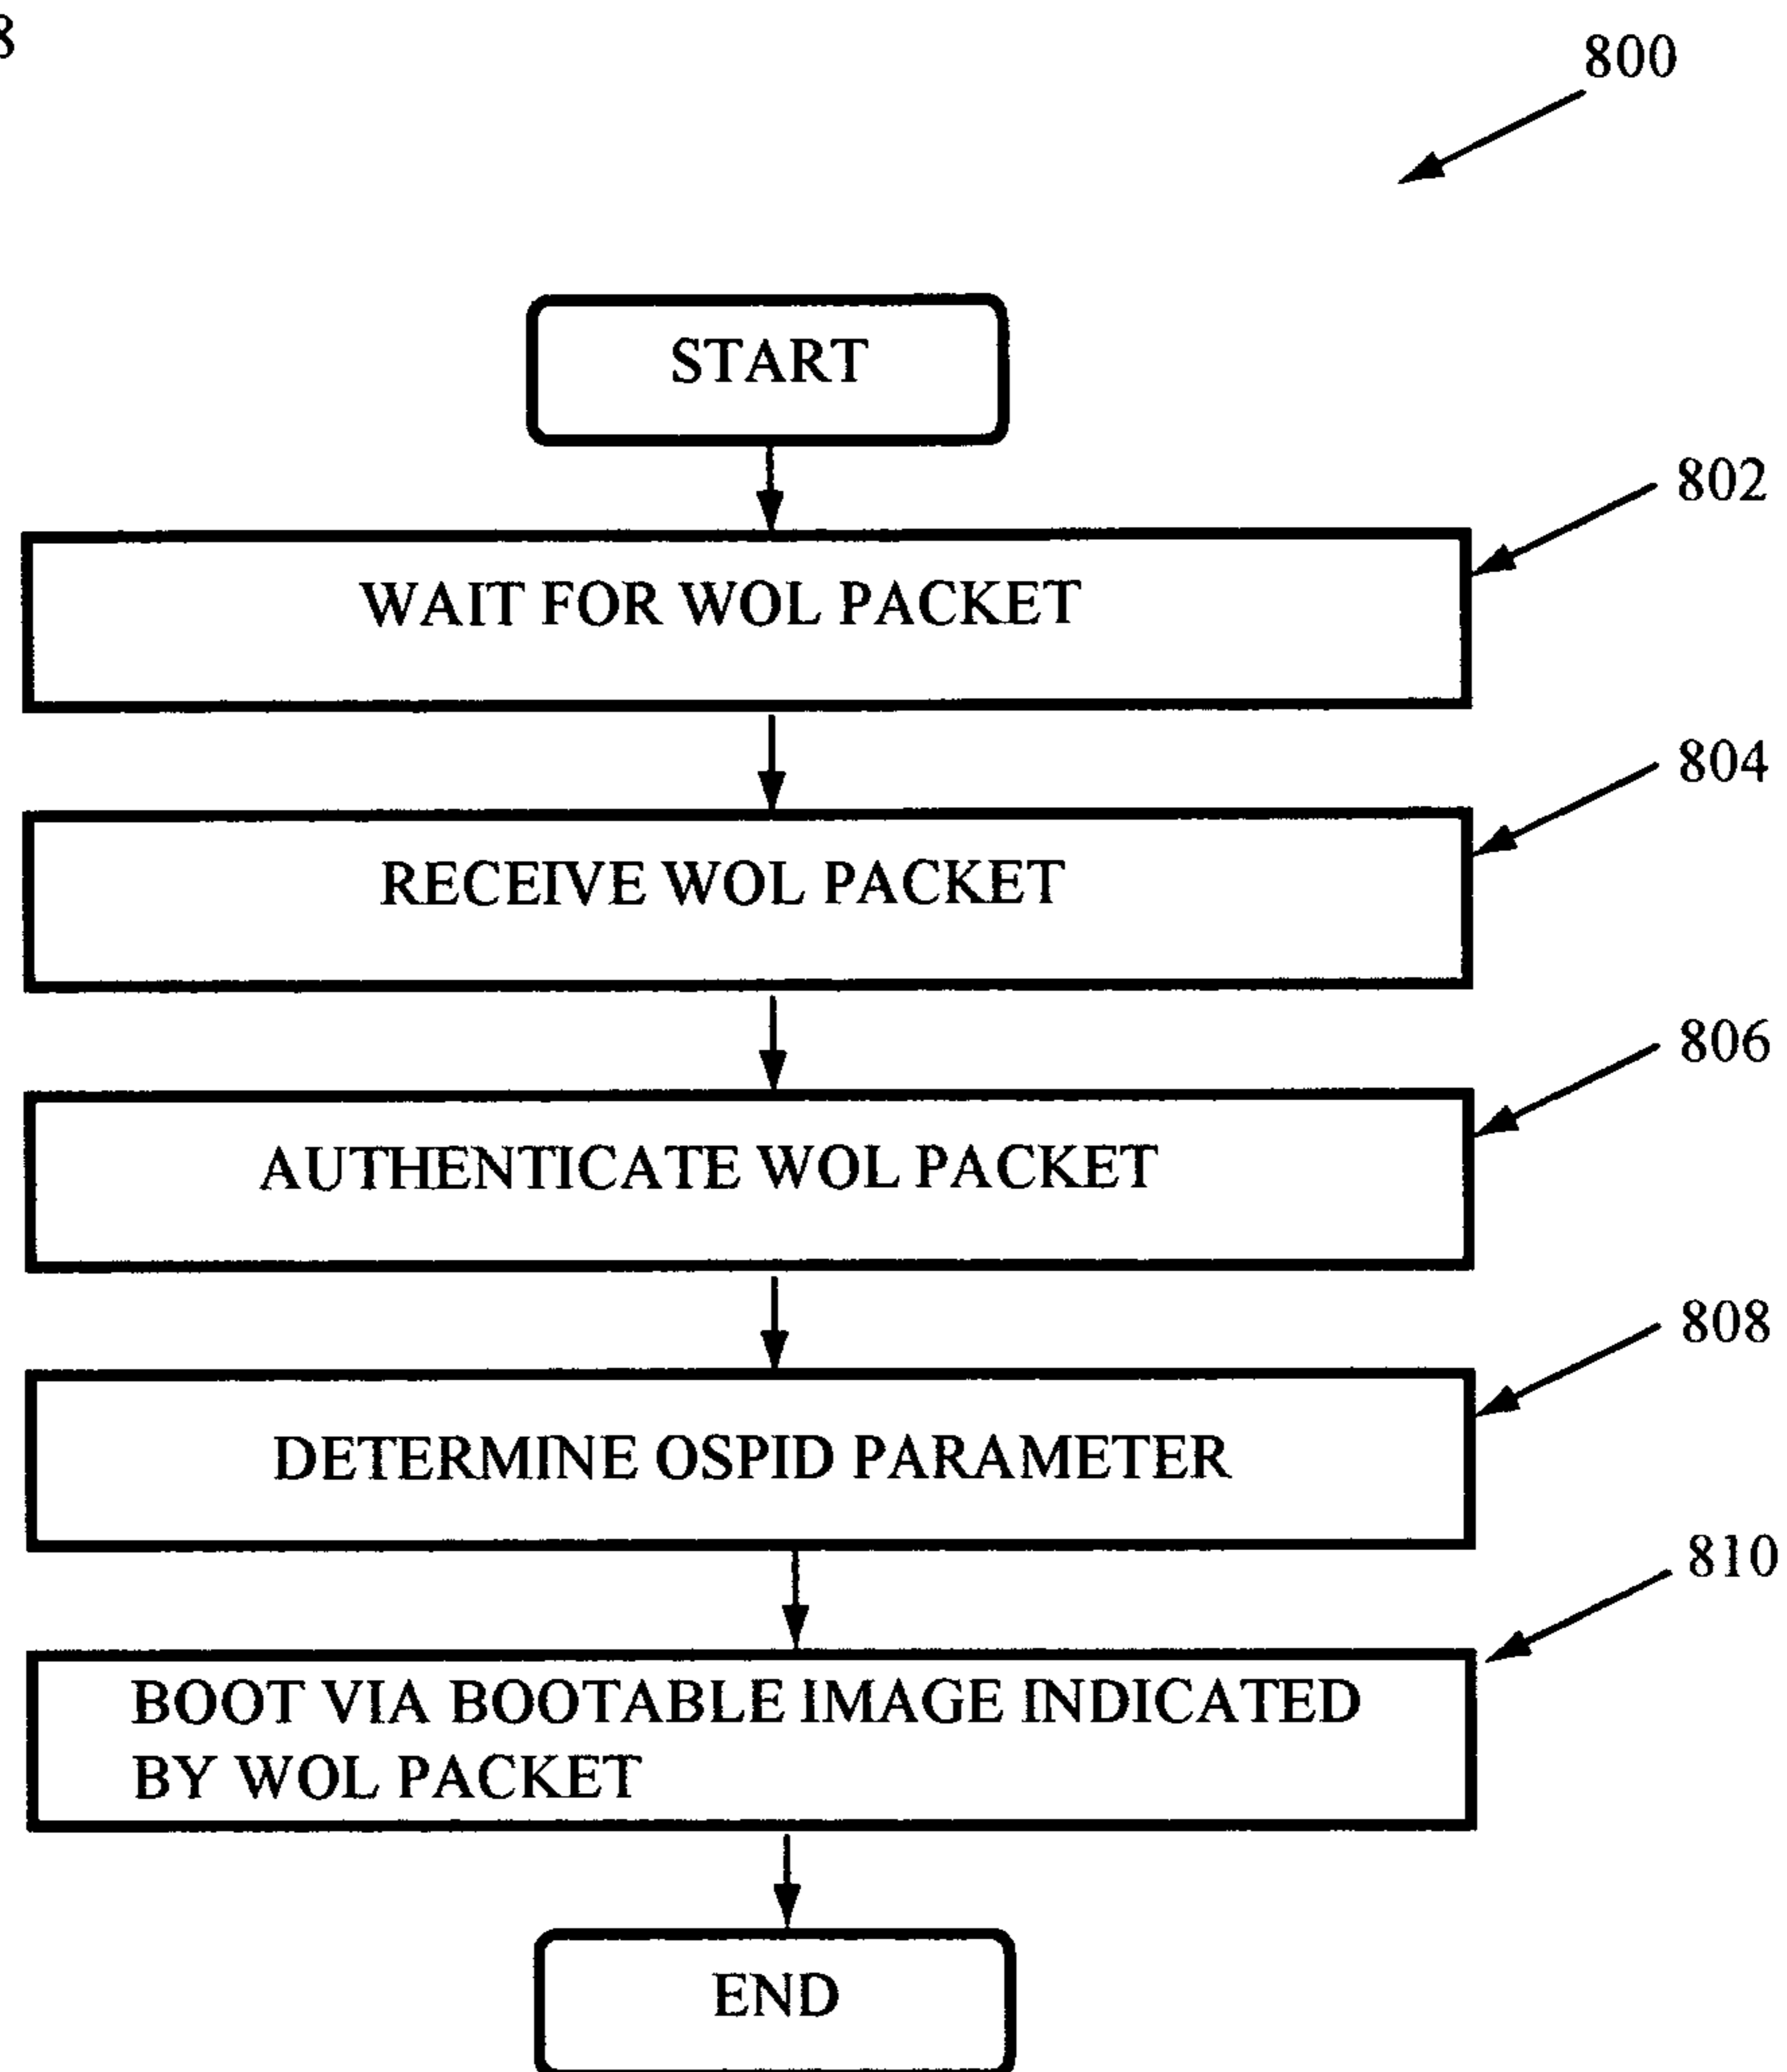 8
800
START
802
WAIT FOR WOL PACKET
804
RECEIVE WOL PACKET
806
AUTHENTICATE WOL PACKET
808
DETERMINE OSPID PARAMETER
810
BOOT VIA BOOTABLE IMAGE INDICATED
BY WOL PACKET
END